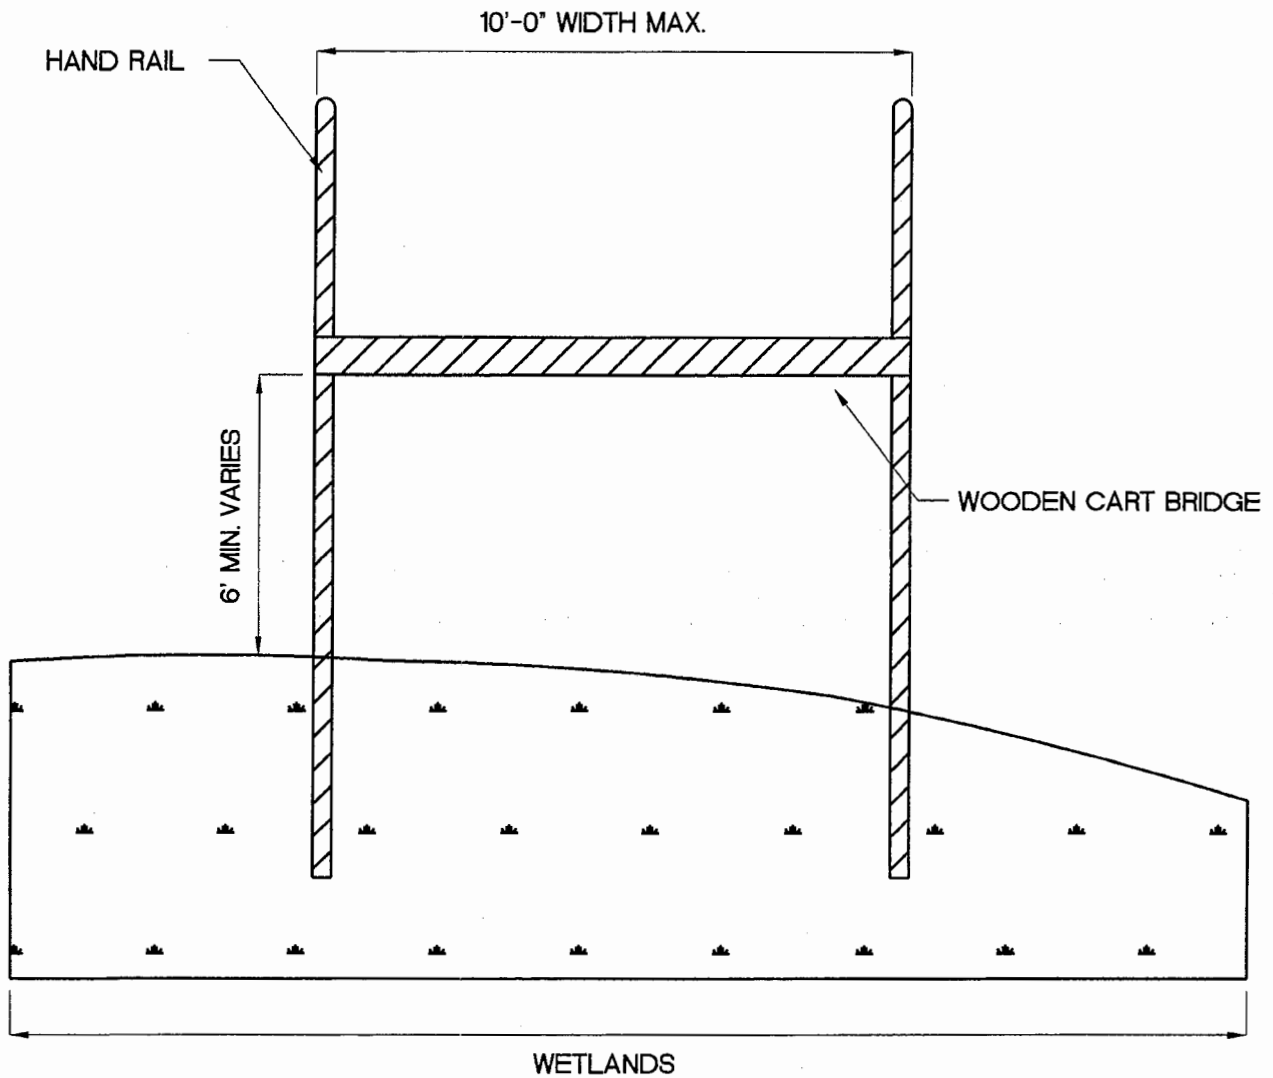 10'-0" WIDTH MAX.
HAND RAIL
6' MIN. VARIES
WOODEN CART BRIDGE
WETLANDS